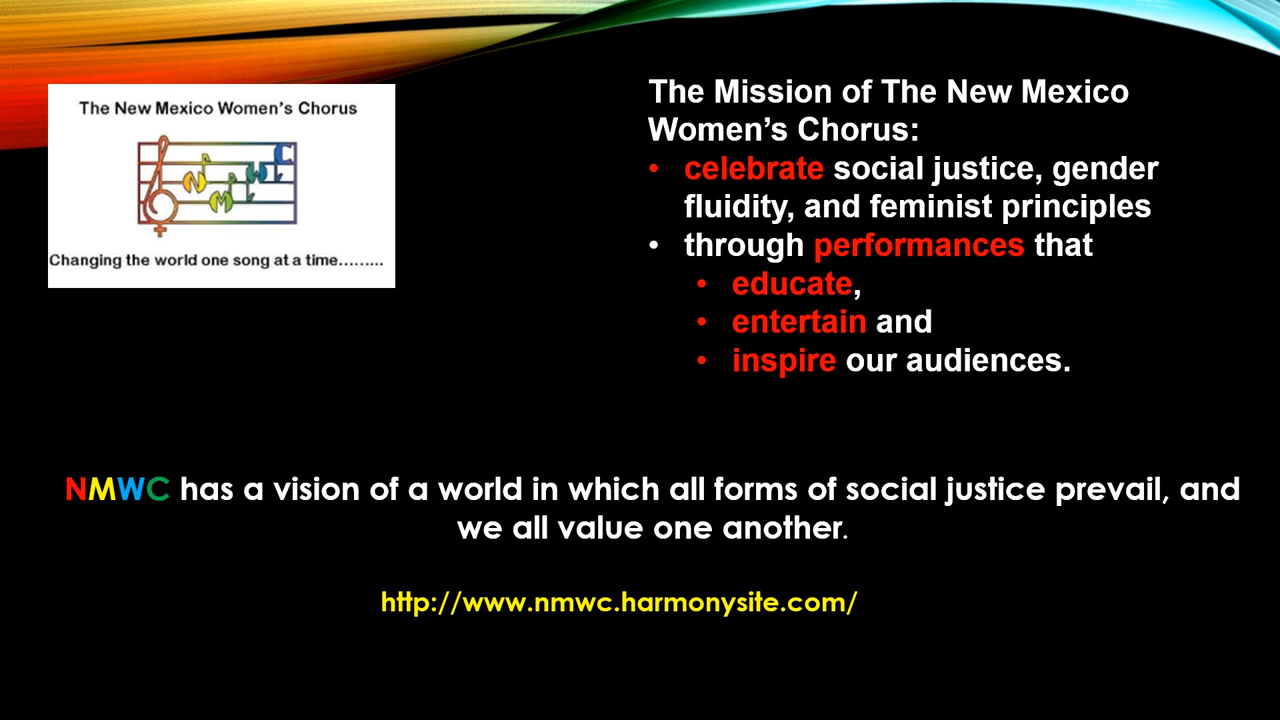 The New Mexico Women's Chorus
N M W C
Changing the world one song at a time.........
The Mission of The New Mexico
Women's Chorus:
• celebrate social justice, gender
fluidity, and feminist principles
• through performances that
• educate,
• entertain and
• inspire our audiences.
NMWC has a vision of a world in which all forms of social justice prevail, and
we all value one another.
http://www.nmwc.harmonysite.com/